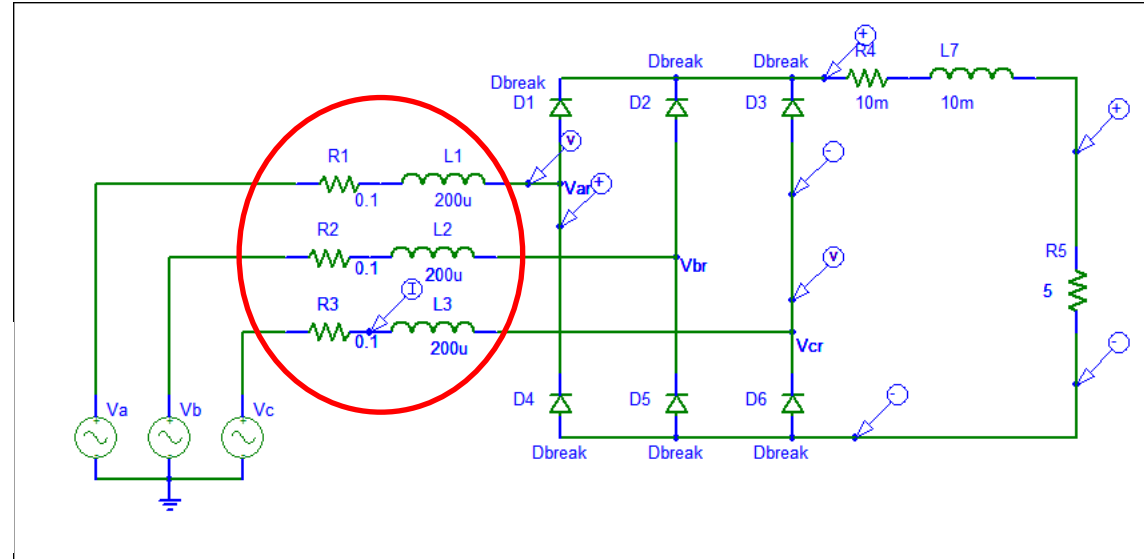 Dbreak
Dbreak
Dbreak
D1
D2
D3
R4
L7
10m
10m
+
+
V
-
R1
L1
0.1
200u
Var
+
R2
L2
0.1
200u
Vbr
V
R5
5
R3
I
L3
0.1
200u
Vcr
-
-
D4
D5
D6
Va
Vb
Vc
Dbreak
Dbreak
Dbreak